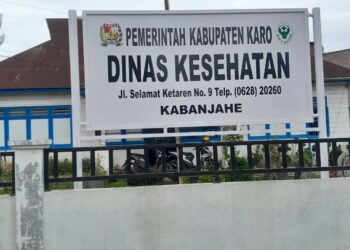 PEMERINTAH KABUPATEN KARO
DINAS KESEHATAN
Jl. Selamat Ketaren No. 9 Telp. (0628) 20260
KABANJAHE